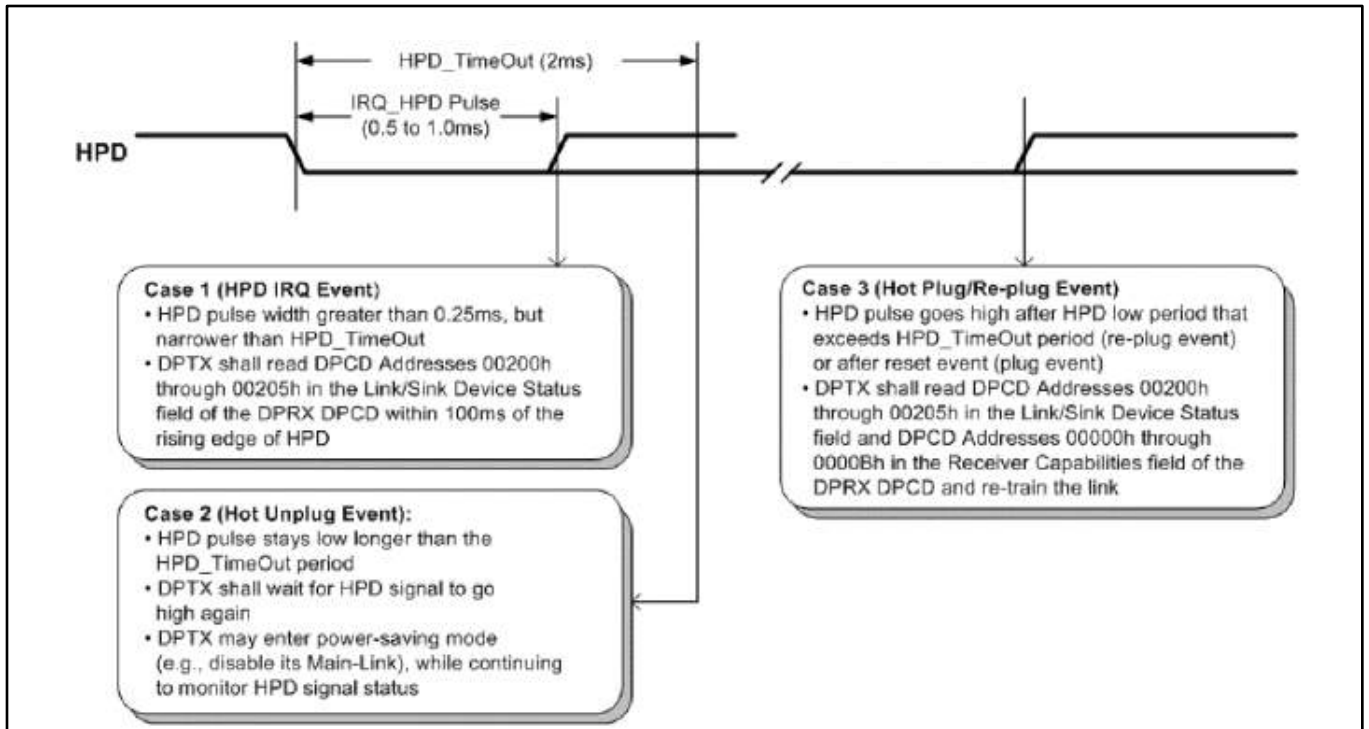 HPD_TimeOut (2ms)
IRQ_HPD Pulse
(0.5 to 1.0ms)
HPD
Case 1 (HPD IRQ Event)
• HPD pulse width greater than 0.25ms, but
narrower than HPD_TimeOut
• DPTX shall read DPCD Addresses 00200h
through 00205h in the Link/Sink Device Status
field of the DPRX DPCD within 100ms of the
rising edge of HPD
Case 2 (Hot Unplug Event):
• HPD pulse stays low longer than the
HPD_TimeOut period
• DPTX shall wait for HPD signal to go
high again
• DPTX may enter power-saving mode
(e.g., disable its Main-Link), while continuing
to monitor HPD signal status
Case 3 (Hot Plug/Re-plug Event)
• HPD pulse goes high after HPD low period that
exceeds HPD_TimeOut period (re-plug event)
or after reset event (plug event)
• DPTX shall read DPCD Addresses 00200h
through 00205h in the Link/Sink Device Status
field and DPCD Addresses 00000h through
0000Bh in the Receiver Capabilities field of the
DPRX DPCD and re-train the link